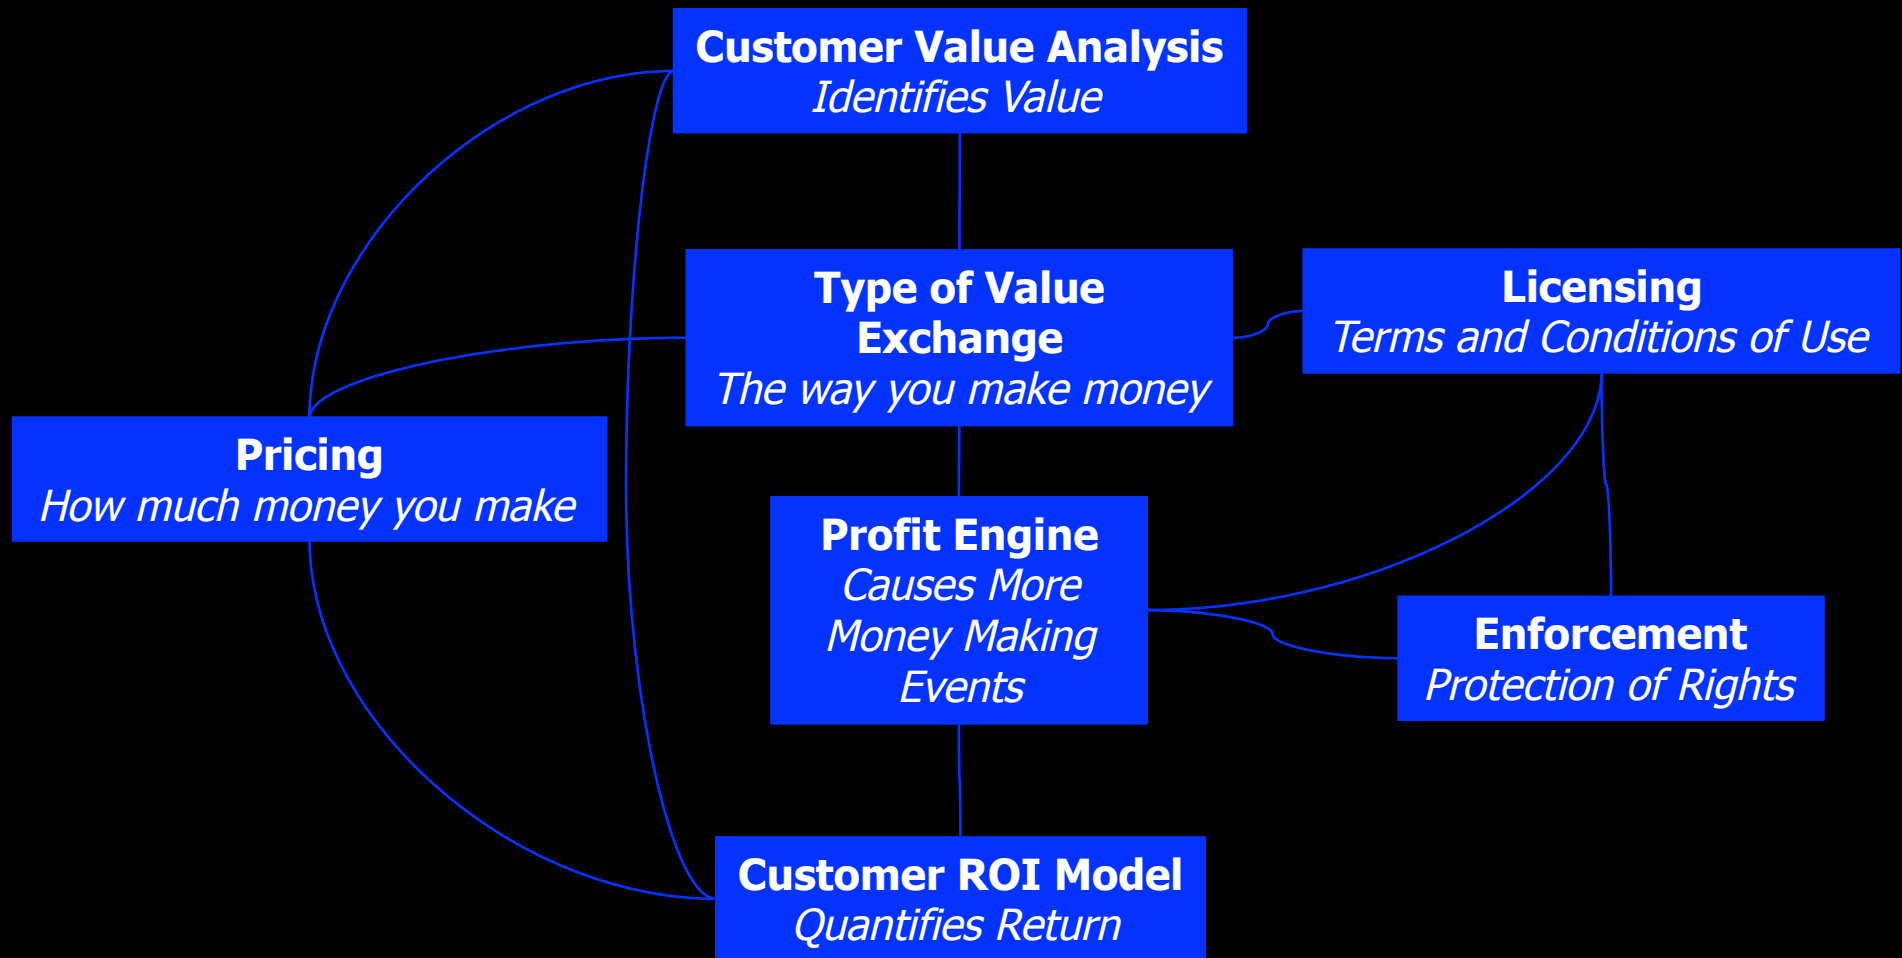 Customer Value Analysis
Identifies Value
Type of Value
Exchange
The way you make money
Licensing
Terms and Conditions of Use
Pricing
How much money you make
Profit Engine
Causes More
Money Making
Events
Enforcement
Protection of Rights
Customer ROI Model
Quantifies Return